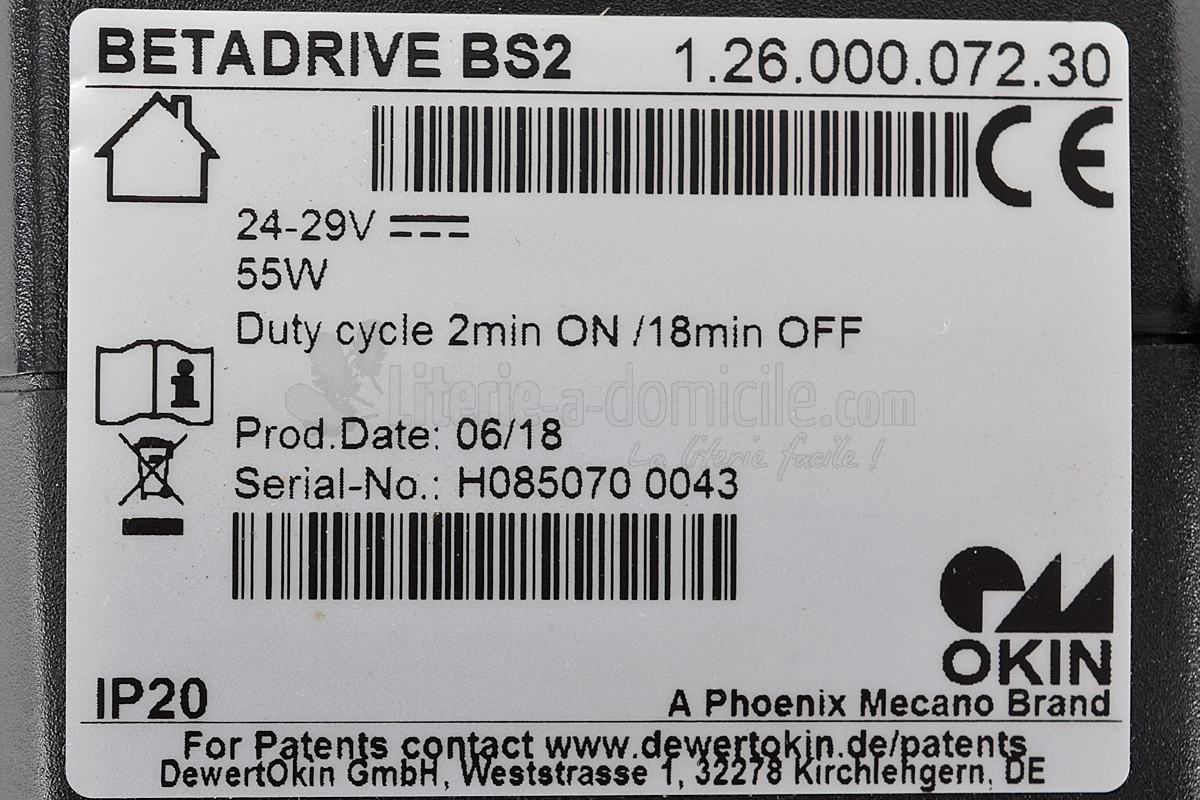 BETADRIVE BS2 1.26.000.072.30
CE
24-29V
55W
Duty cycle 2min ON /18min OFF
Literie-a-domicile.com
La literie facile !
Prod.Date: 06/18
Serial-No.: H085070 0043
OKIN
IP20 A Phoenix Mecano Brand
For Patents contact www.dewertokin.de/patents
DewertOkin GmbH, Weststrasse 1, 32278 Kirchlehgern, DE